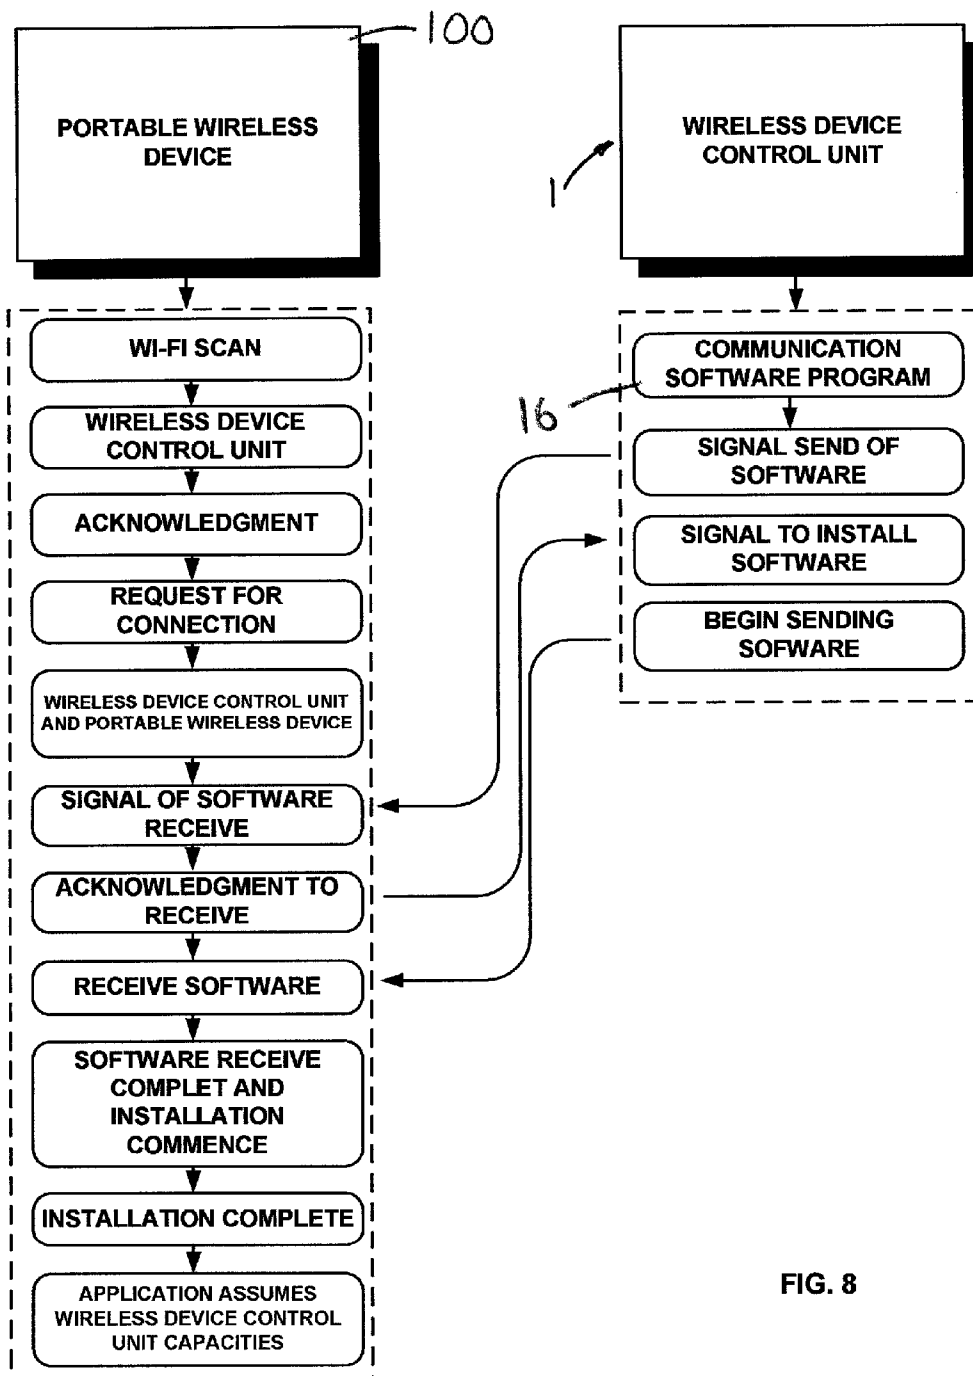 100
PORTABLE WIRELESS
DEVICE
WI-FI SCAN
WIRELESS DEVICE
CONTROL UNIT
ACKNOWLEDGMENT
REQUEST FOR
CONNECTION
WIRELESS DEVICE CONTROL UNIT
AND PORTABLE WIRELESS DEVICE
SIGNAL OF SOFTWARE
RECEIVE
ACKNOWLEDGMENT TO
RECEIVE
RECEIVE SOFTWARE
SOFTWARE RECEIVE
COMPLET AND
INSTALLATION
COMMENCE
INSTALLATION COMPLETE
APPLICATION ASSUMES
WIRELESS DEVICE CONTROL
UNIT CAPACITIES
WIRELESS DEVICE
CONTROL UNIT
1
COMMUNICATION
SOFTWARE PROGRAM
16
SIGNAL SEND OF
SOFTWARE
SIGNAL TO INSTALL
SOFTWARE
BEGIN SENDING
SOFWARE
FIG. 8